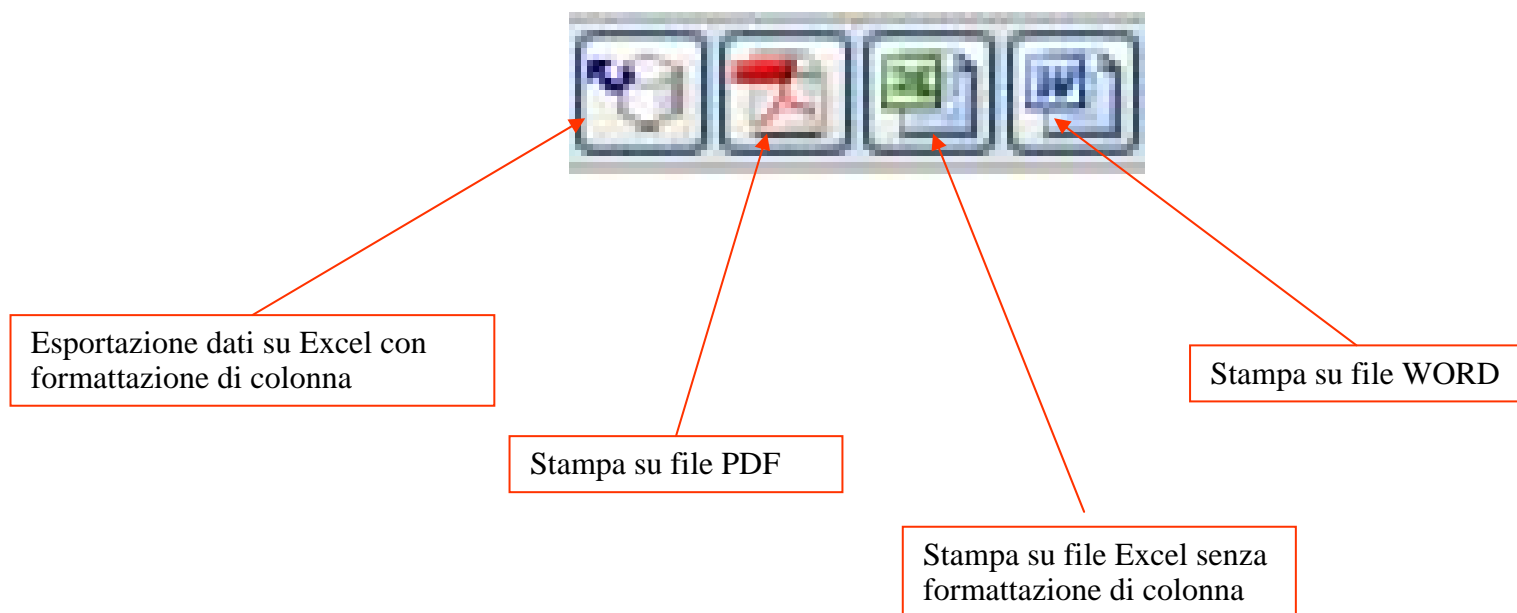 Esportazione dati su Excel con
formattazione di colonna
Stampa su file WORD
Stampa su file PDF
Stampa su file Excel senza
formattazione di colonna